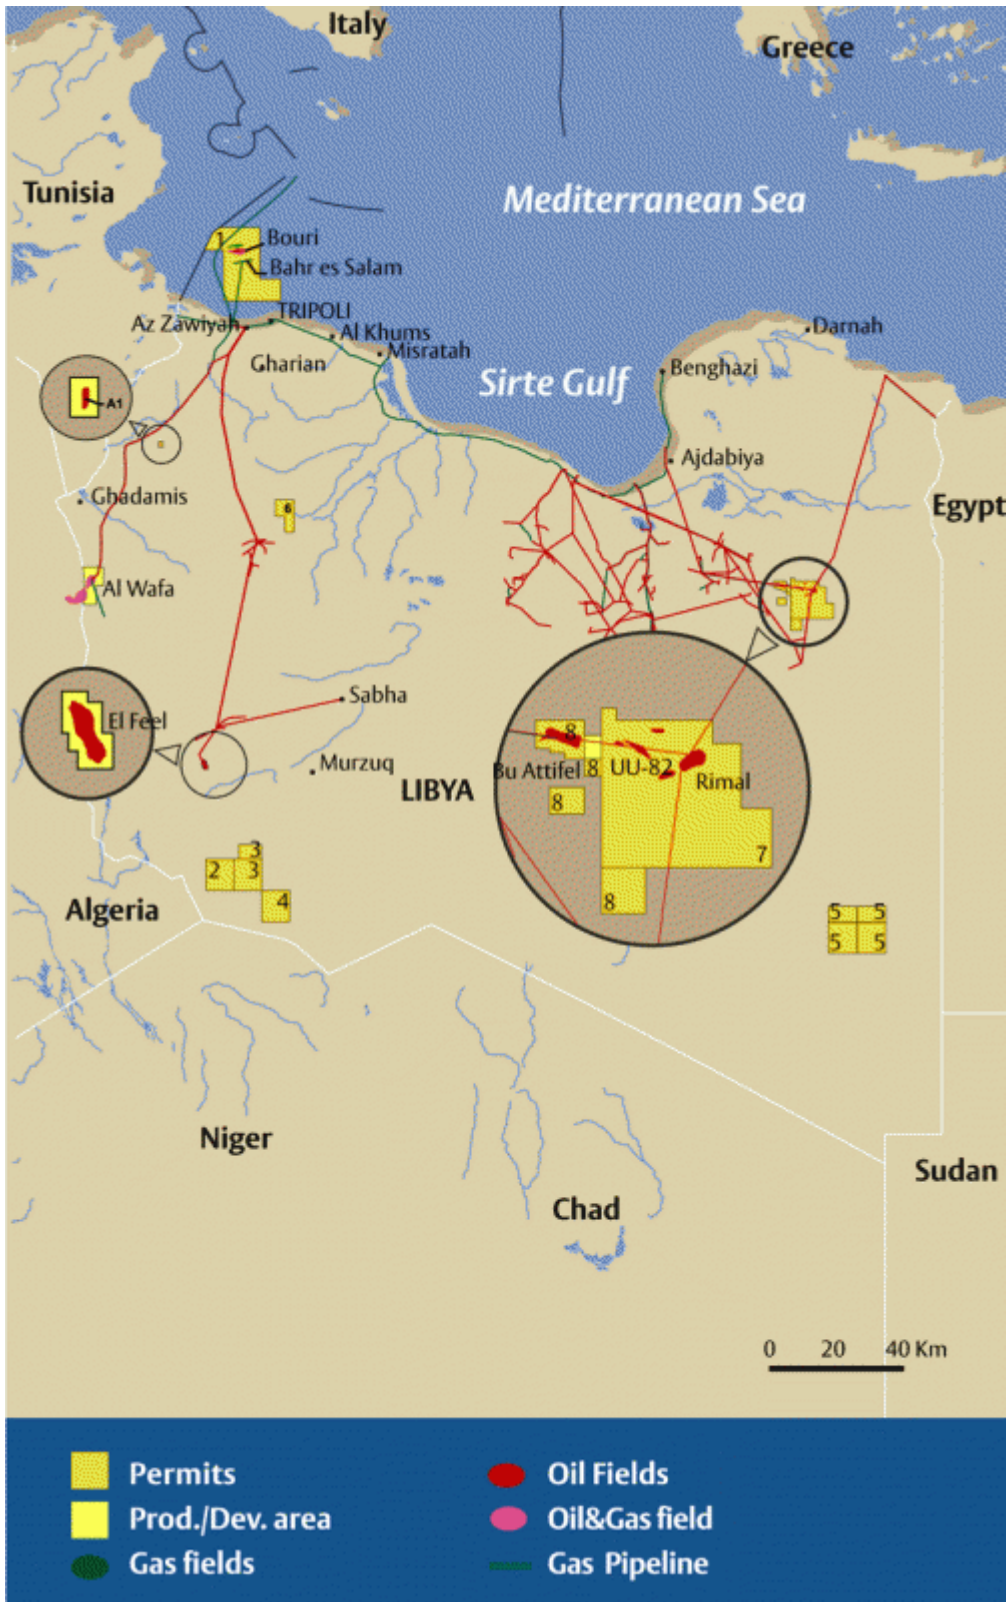 Italy
Greece
Tunisia
Mediterranean Sea
1
Bouri
Bahr es Salam
TRIPOLI
Az Zawiyah
Al Khums
Darnah
Misratah
Gharian
Benghazi
Sirte Gulf
A1
Ajdabiya
Ghadamis
Egypt
6
Al Wafa
Sabha
El Feel
8
Murzuq
Bu Attifel
8
UU-82
Rimal
LIBYA
8
3
7
2
3
8
4
Algeria
5
5
5
5
Niger
Sudan
Chad
0 20 40 Km
Permits
Oil Fields
Prod./Dev. area
Oil&Gas field
Gas fields
Gas Pipeline